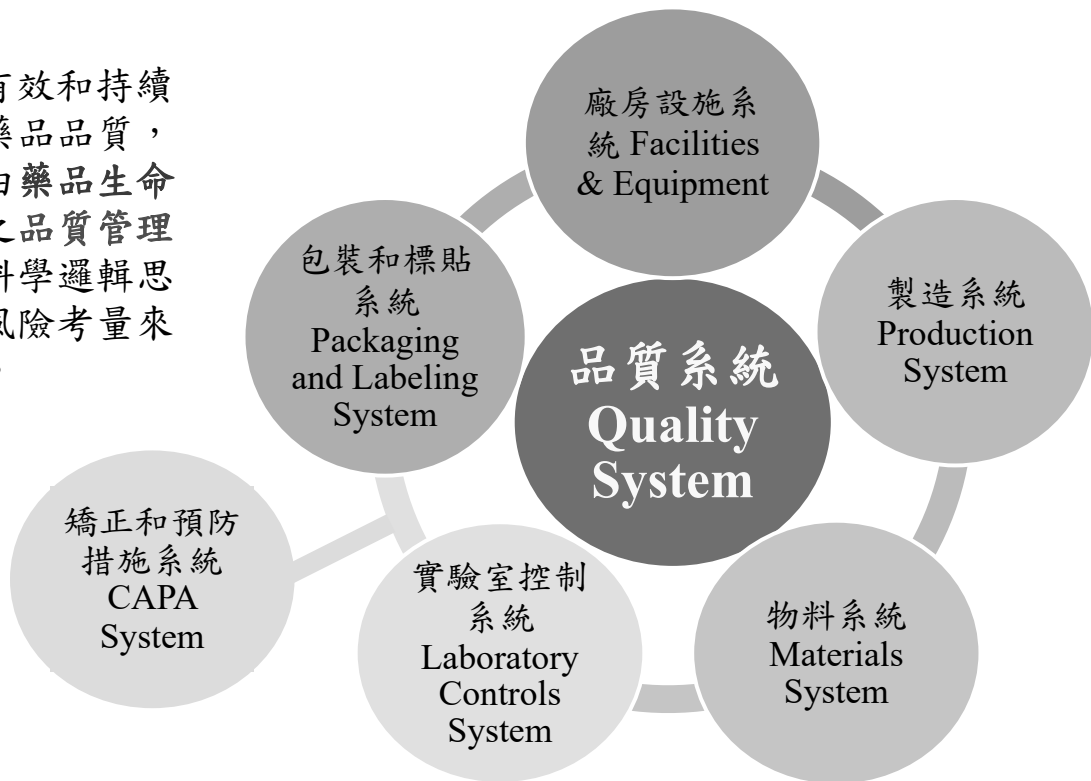 有效和持續
藥品品質，
由藥品生命
之品質管理
科學邏輯思
風險考量來
廠房設施系
統 Facilities
& Equipment
包裝和標貼
系統
Packaging
and Labeling
System
製造系統
Production
System
品質系統
Quality
System
矯正和預防
措施系統
CAPA
System
實驗室控制
系統
Laboratory
Controls
System
物料系統
Materials
System